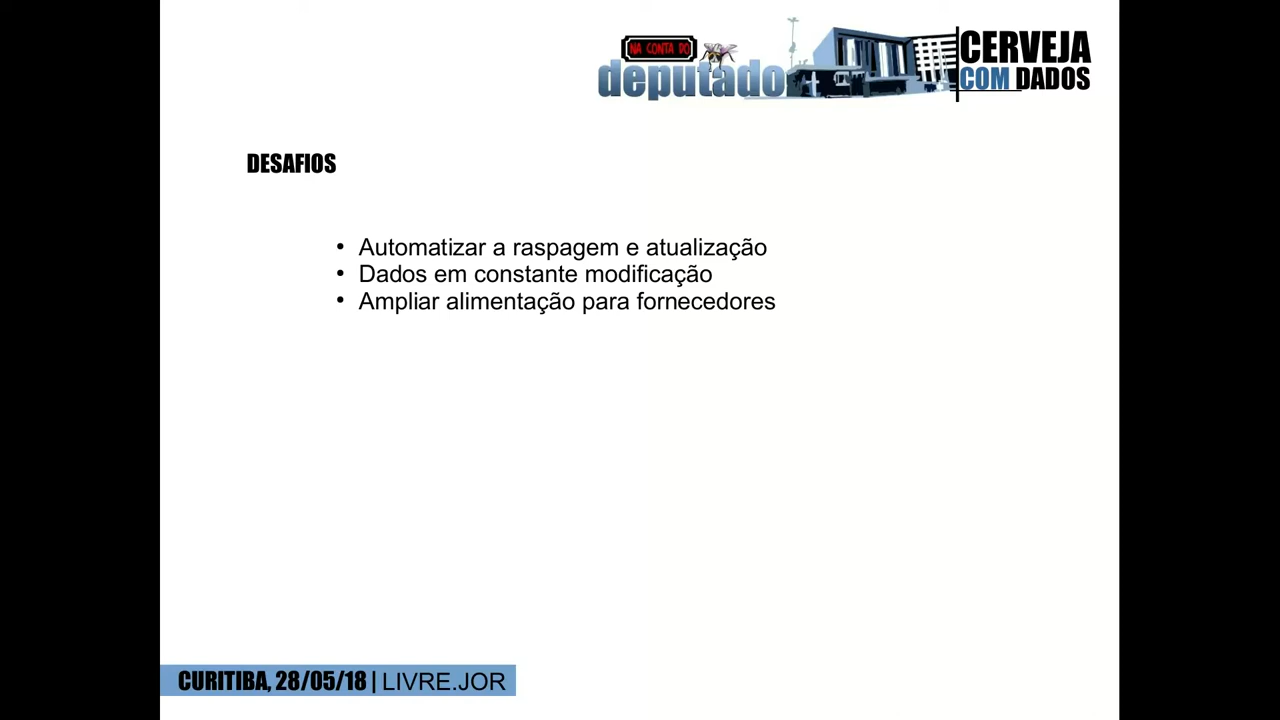 NA CONTA DO
deputado
CERVEJA
COM DADOS
DESAFIOS
• Automatizar a raspagem e atualização
• Dados em constante modificação
• Ampliar alimentação para fornecedores
CURITIBA, 28/05/18 | LIVRE.JOR